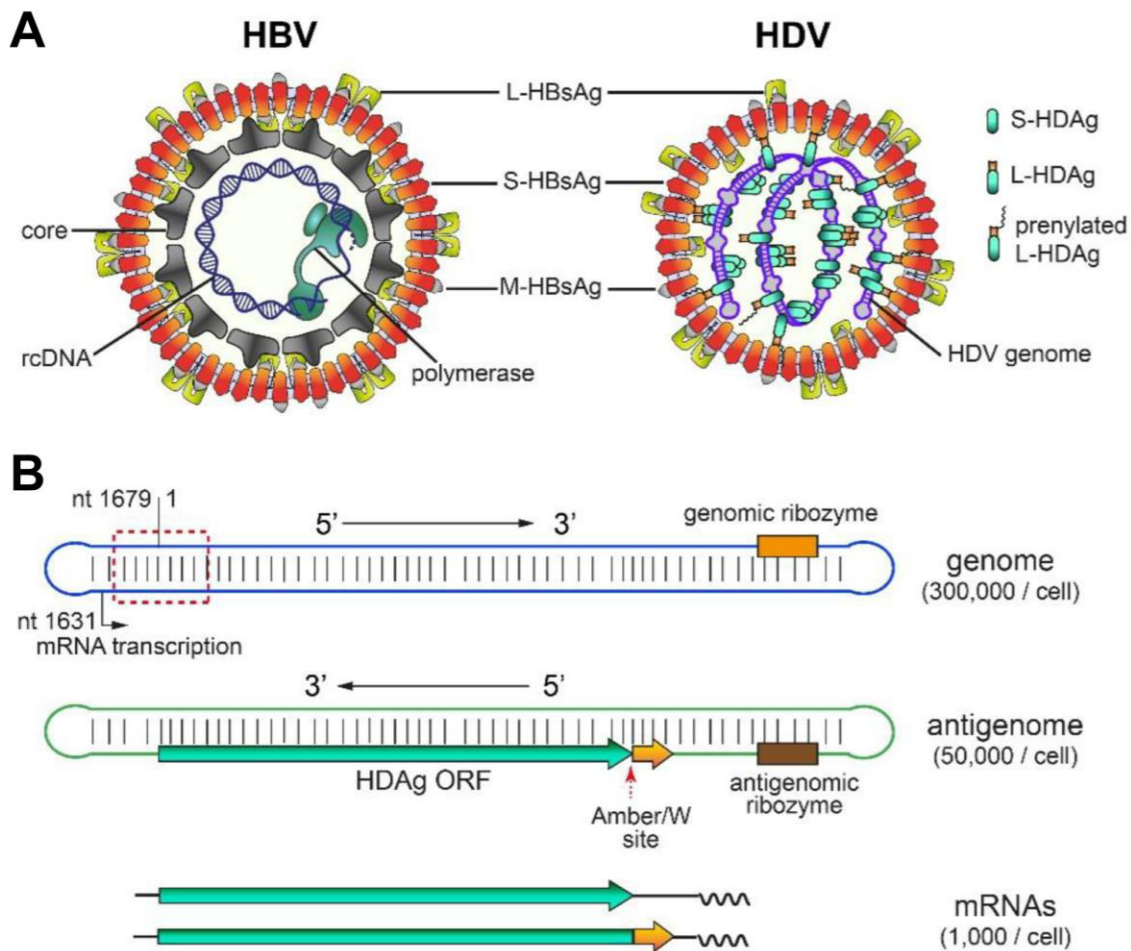 A
HBV
HDV
L-HBsAg
S-HBsAg
M-HBsAg
core
rcDNA
polymerase
S-HDAg
L-HDAg
prenylated
L-HDAg
HDV genome
B
nt 1679 1
5’ 3’
genomic ribozyme
genome
(300,000 / cell)
nt 1631
mRNA transcription
3’ 5’
antigenome
(50,000 / cell)
HDAg ORF
Amber/W
site
antigenomic
ribozyme
mRNAs
(1,000 / cell)